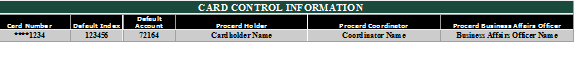 CARD CONTROL INFORMATION
Card Number Default Index Default Account Procard Holder Procard Coordinator Procard Business Affairs Officer
****1234 123456 72164 Cardholder Name Coordinator Name Business Affairs Officer Name